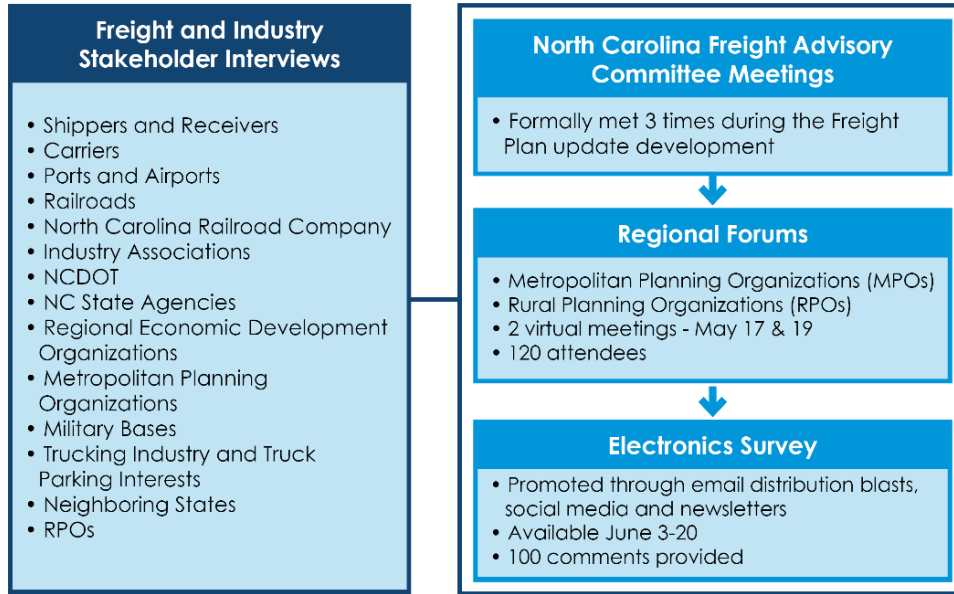 Freight and Industry
Stakeholder Interviews
• Shippers and Receivers
• Carriers
• Ports and Airports
• Railroads
• North Carolina Railroad Company
• Industry Associations
• NCDOT
• NC State Agencies
• Regional Economic Development
Organizations
• Metropolitan Planning
Organizations
• Military Bases
• Trucking Industry and Truck
Parking Interests
• Neighboring States
• RPOs
North Carolina Freight Advisory
Committee Meetings
• Formally met 3 times during the Freight
Plan update development
Regional Forums
• Metropolitan Planning Organizations (MPOs)
• Rural Planning Organizations (RPOs)
• 2 virtual meetings - May 17 & 19
• 120 attendees
Electronics Survey
• Promoted through email distribution blasts,
social media and newsletters
• Available June 3-20
• 100 comments provided